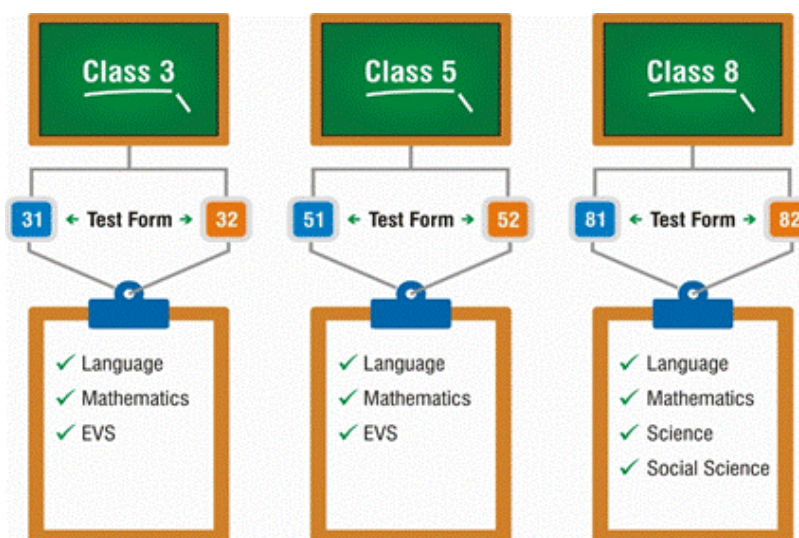 Class 3
31 ← Test Form → 32
✓ Language
✓ Mathematics
✓ EVS
Class 5
51 ← Test Form → 52
✓ Language
✓ Mathematics
✓ EVS
Class 8
81 ← Test Form → 82
✓ Language
✓ Mathematics
✓ Science
✓ Social Science